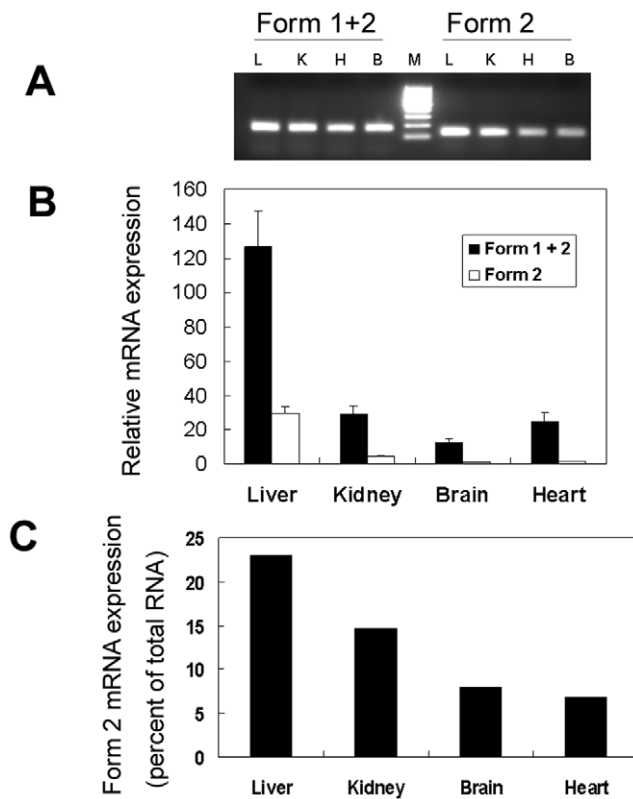 Form 1+2 Form 2
L K H B M L K H B
A
B
Relative mRNA expression
160
140
120
100
80
60
40
20
0
Form 1 + 2
Form 2
Liver Kidney Brain Heart
C
Form 2 mRNA expression
(percent of total RNA)
25
20
15
10
5
0
Liver Kidney Brain Heart